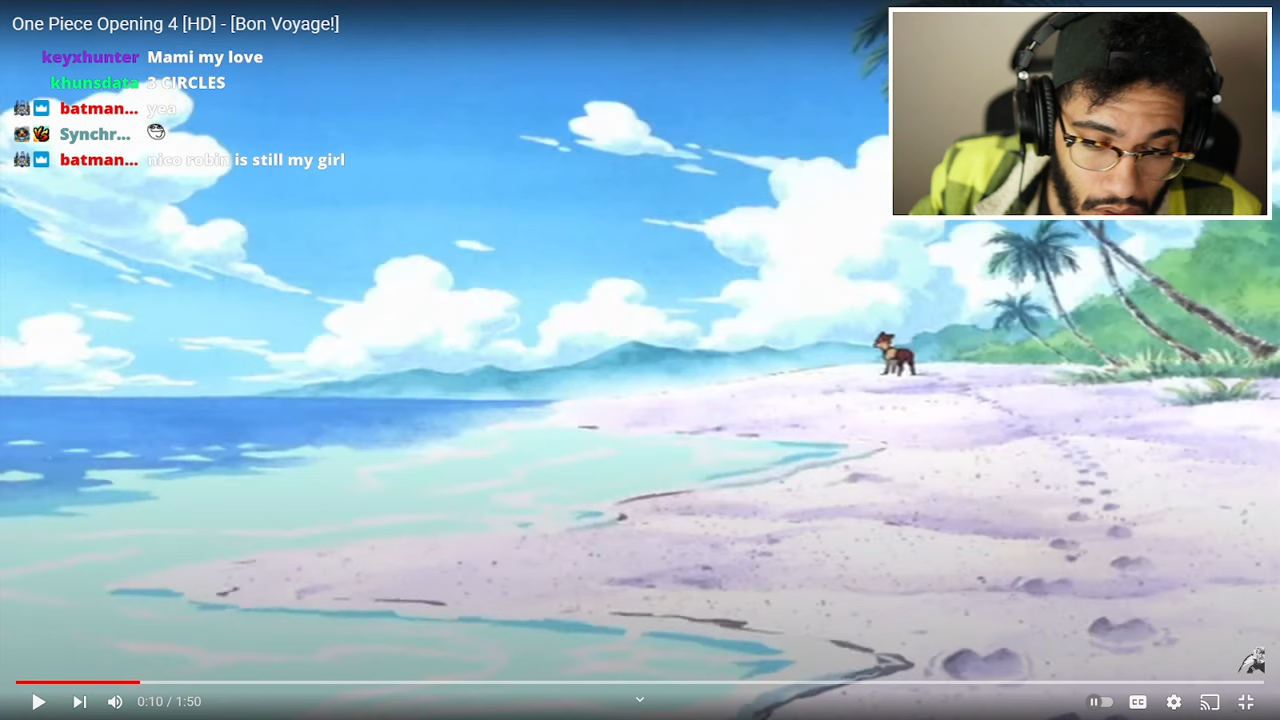 One Piece Opening 4 [HD] - [Bon Voyage!]
keyxhunter Mami my love
khunsdata 3 CIRCLES
batman... yea
Synchr...
batman... nico robin is still my girl
0:10 / 1:50
CC